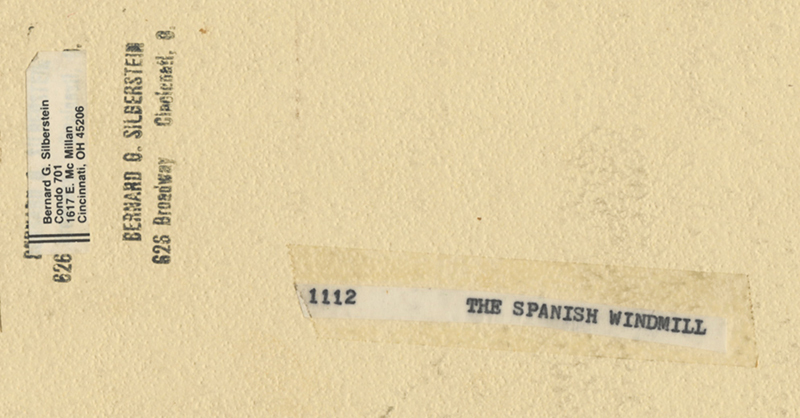 Bernard G. Silberstein
Condo 701
1617 E. Mc Millan
Cincinnati, OH 45206
626
BERNARD G. SILBERSTEIN
626 Broadway Cincinnati, O.
1112 THE SPANISH WINDMILL